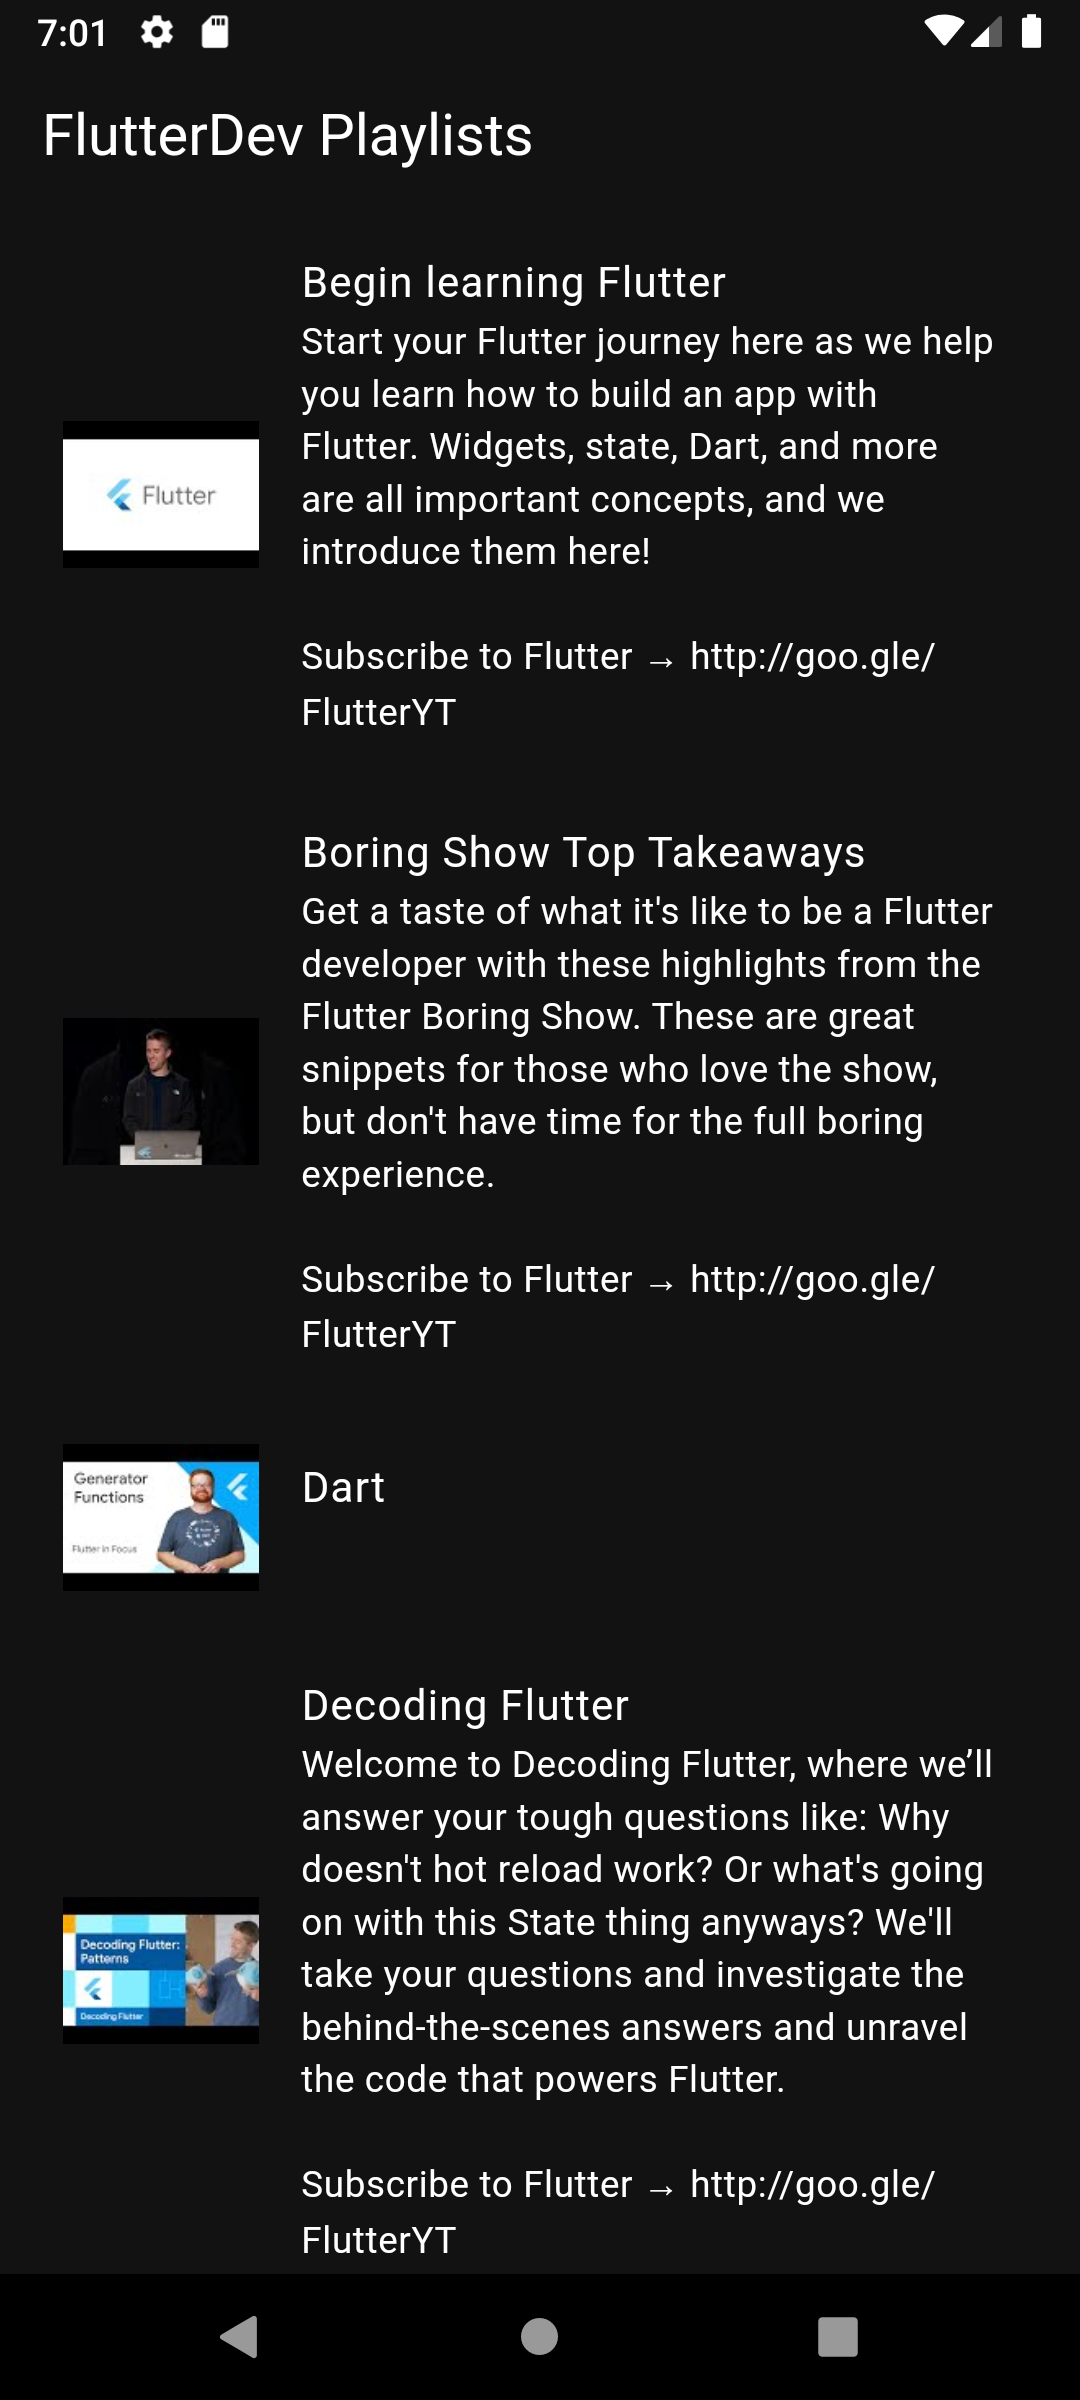 7:01
FlutterDev Playlists
Begin learning Flutter
Start your Flutter journey here as we help
you learn how to build an app with
Flutter. Widgets, state, Dart, and more
are all important concepts, and we
introduce them here!
Flutter
Subscribe to Flutter → http://goo.gle/
FlutterYT
Boring Show Top Takeaways
Get a taste of what it's like to be a Flutter
developer with these highlights from the
Flutter Boring Show. These are great
snippets for those who love the show,
but don't have time for the full boring
experience.
Subscribe to Flutter → http://goo.gle/
FlutterYT
Generator
Functions
Flutter in Focus
Dart
Decoding Flutter
Welcome to Decoding Flutter, where we’ll
answer your tough questions like: Why
doesn't hot reload work? Or what's going
on with this State thing anyways? We'll
take your questions and investigate the
behind-the-scenes answers and unravel
the code that powers Flutter.
Decoding Flutter:
Patterns
Decoding Flutter
Subscribe to Flutter → http://goo.gle/
FlutterYT